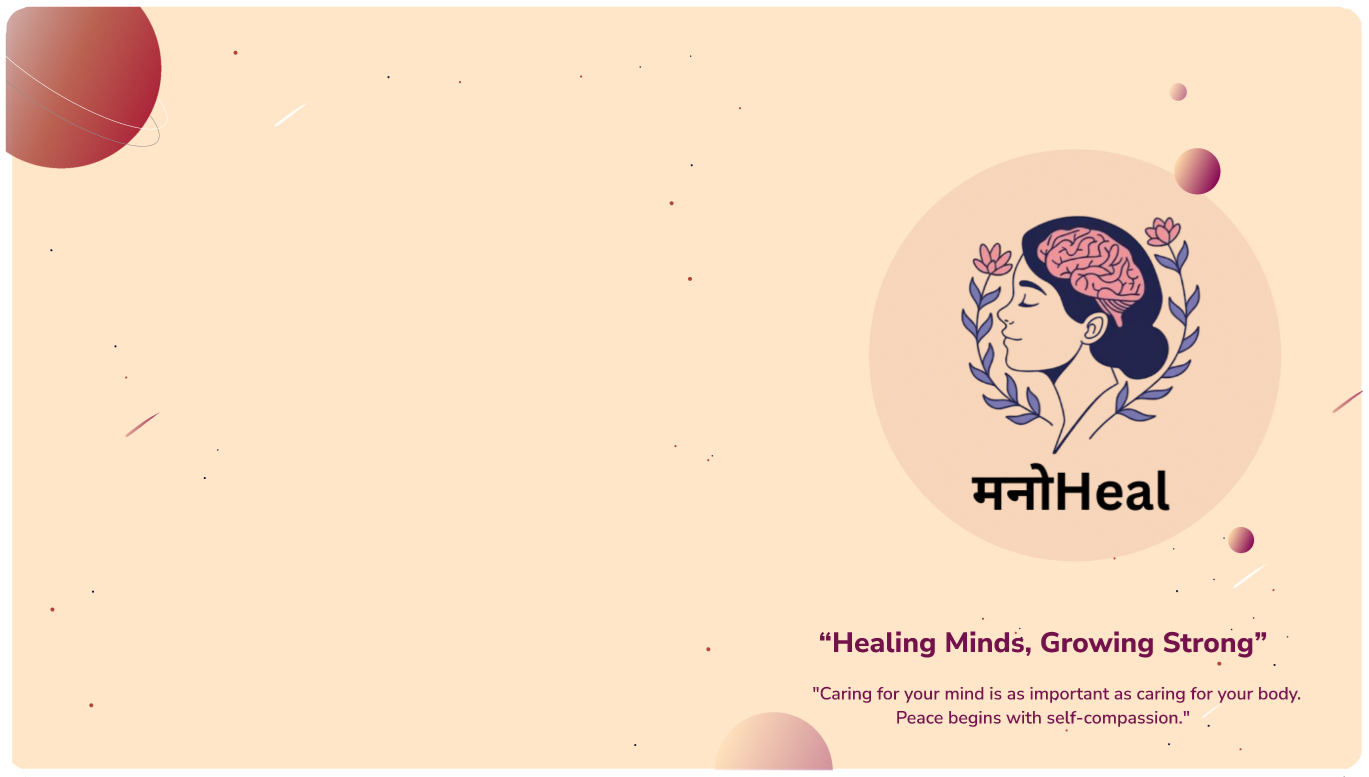 मनोHeal
“Healing Minds, Growing Strong”
"Caring for your mind is as important as caring for your body.
Peace begins with self-compassion."